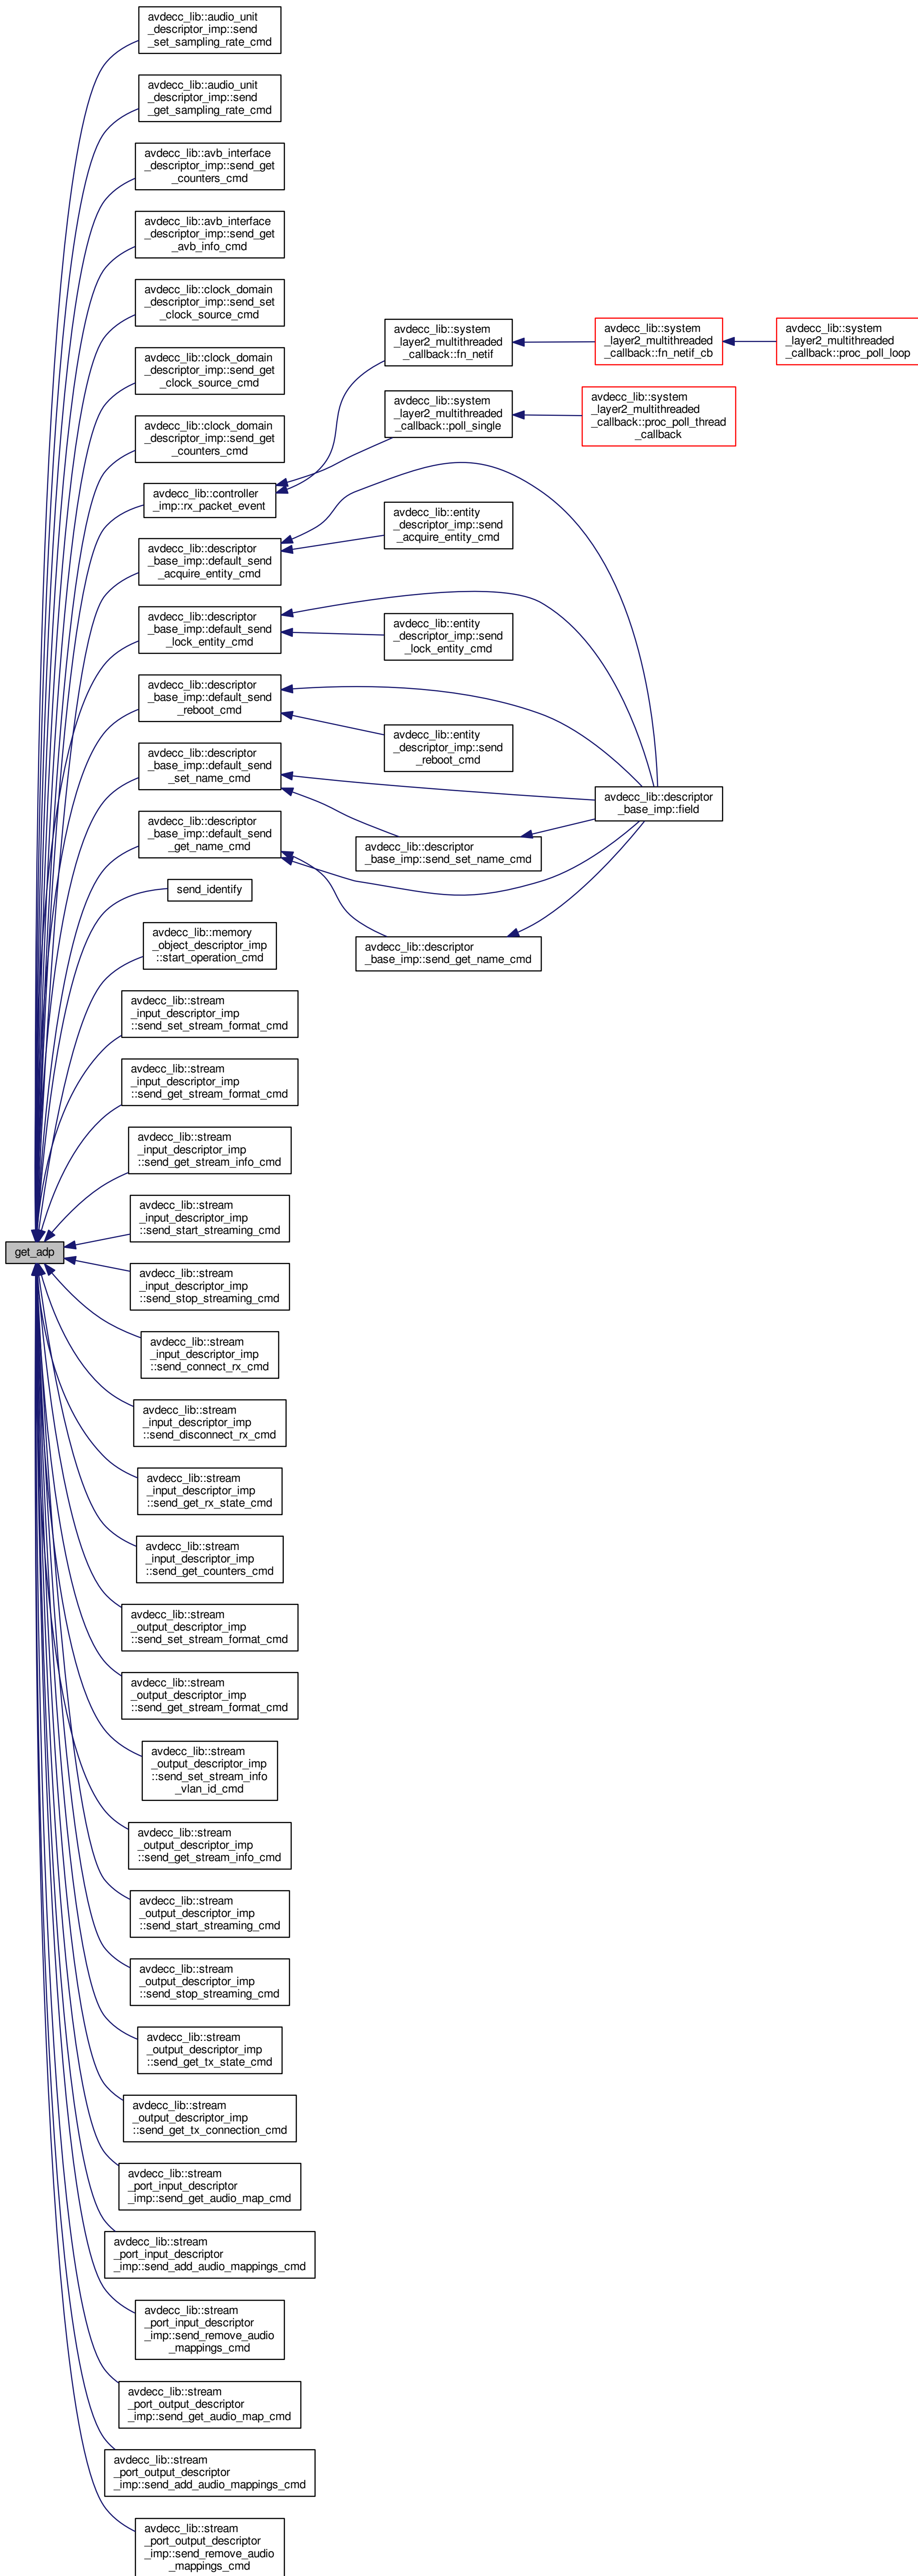 avdecc_lib::audio_unit
_descriptor_imp::send
_set_sampling_rate_cmd
avdecc_lib::audio_unit
_descriptor_imp::send
_get_sampling_rate_cmd
avdecc_lib::avb_interface
_descriptor_imp::send_get
_counters_cmd
avdecc_lib::avb_interface
_descriptor_imp::send_get
_avb_info_cmd
avdecc_lib::clock_domain
_descriptor_imp::send_set
_clock_source_cmd
avdecc_lib::clock_domain
_descriptor_imp::send_get
_clock_source_cmd
avdecc_lib::clock_domain
_descriptor_imp::send_get
_counters_cmd
avdecc_lib::controller
_imp::rx_packet_event
avdecc_lib::system
_layer2_multithreaded
_callback::fn_netif
avdecc_lib::system
_layer2_multithreaded
_callback::fn_netif_cb
avdecc_lib::system
_layer2_multithreaded
_callback::proc_poll_loop
avdecc_lib::system
_layer2_multithreaded
_callback::poll_single
avdecc_lib::system
_layer2_multithreaded
_callback::proc_poll_thread
_callback
avdecc_lib::descriptor
_base_imp::default_send
_acquire_entity_cmd
avdecc_lib::entity
_descriptor_imp::send
_acquire_entity_cmd
avdecc_lib::descriptor
_base_imp::default_send
_lock_entity_cmd
avdecc_lib::entity
_descriptor_imp::send
_lock_entity_cmd
avdecc_lib::descriptor
_base_imp::default_send
_reboot_cmd
avdecc_lib::entity
_descriptor_imp::send
_reboot_cmd
avdecc_lib::descriptor
_base_imp::default_send
_set_name_cmd
avdecc_lib::descriptor
_base_imp::field
avdecc_lib::descriptor
_base_imp::send_set_name_cmd
avdecc_lib::descriptor
_base_imp::default_send
_get_name_cmd
avdecc_lib::descriptor
_base_imp::send_get_name_cmd
send_identify
avdecc_lib::memory
_object_descriptor_imp
::start_operation_cmd
avdecc_lib::stream
_input_descriptor_imp
::send_set_stream_format_cmd
avdecc_lib::stream
_input_descriptor_imp
::send_get_stream_format_cmd
avdecc_lib::stream
_input_descriptor_imp
::send_get_stream_info_cmd
avdecc_lib::stream
_input_descriptor_imp
::send_start_streaming_cmd
get_adp
avdecc_lib::stream
_input_descriptor_imp
::send_stop_streaming_cmd
avdecc_lib::stream
_input_descriptor_imp
::send_connect_rx_cmd
avdecc_lib::stream
_input_descriptor_imp
::send_disconnect_rx_cmd
avdecc_lib::stream
_input_descriptor_imp
::send_get_rx_state_cmd
avdecc_lib::stream
_input_descriptor_imp
::send_get_counters_cmd
avdecc_lib::stream
_output_descriptor_imp
::send_set_stream_format_cmd
avdecc_lib::stream
_output_descriptor_imp
::send_get_stream_format_cmd
avdecc_lib::stream
_output_descriptor_imp
::send_set_stream_info
_vlan_id_cmd
avdecc_lib::stream
_output_descriptor_imp
::send_get_stream_info_cmd
avdecc_lib::stream
_output_descriptor_imp
::send_start_streaming_cmd
avdecc_lib::stream
_output_descriptor_imp
::send_stop_streaming_cmd
avdecc_lib::stream
_output_descriptor_imp
::send_get_tx_state_cmd
avdecc_lib::stream
_output_descriptor_imp
::send_get_tx_connection_cmd
avdecc_lib::stream
_port_input_descriptor
_imp::send_get_audio_map_cmd
avdecc_lib::stream
_port_input_descriptor
_imp::send_add_audio_mappings_cmd
avdecc_lib::stream
_port_input_descriptor
_imp::send_remove_audio
_mappings_cmd
avdecc_lib::stream
_port_output_descriptor
_imp::send_get_audio_map_cmd
avdecc_lib::stream
_port_output_descriptor
_imp::send_add_audio_mappings_cmd
avdecc_lib::stream
_port_output_descriptor
_imp::send_remove_audio
_mappings_cmd